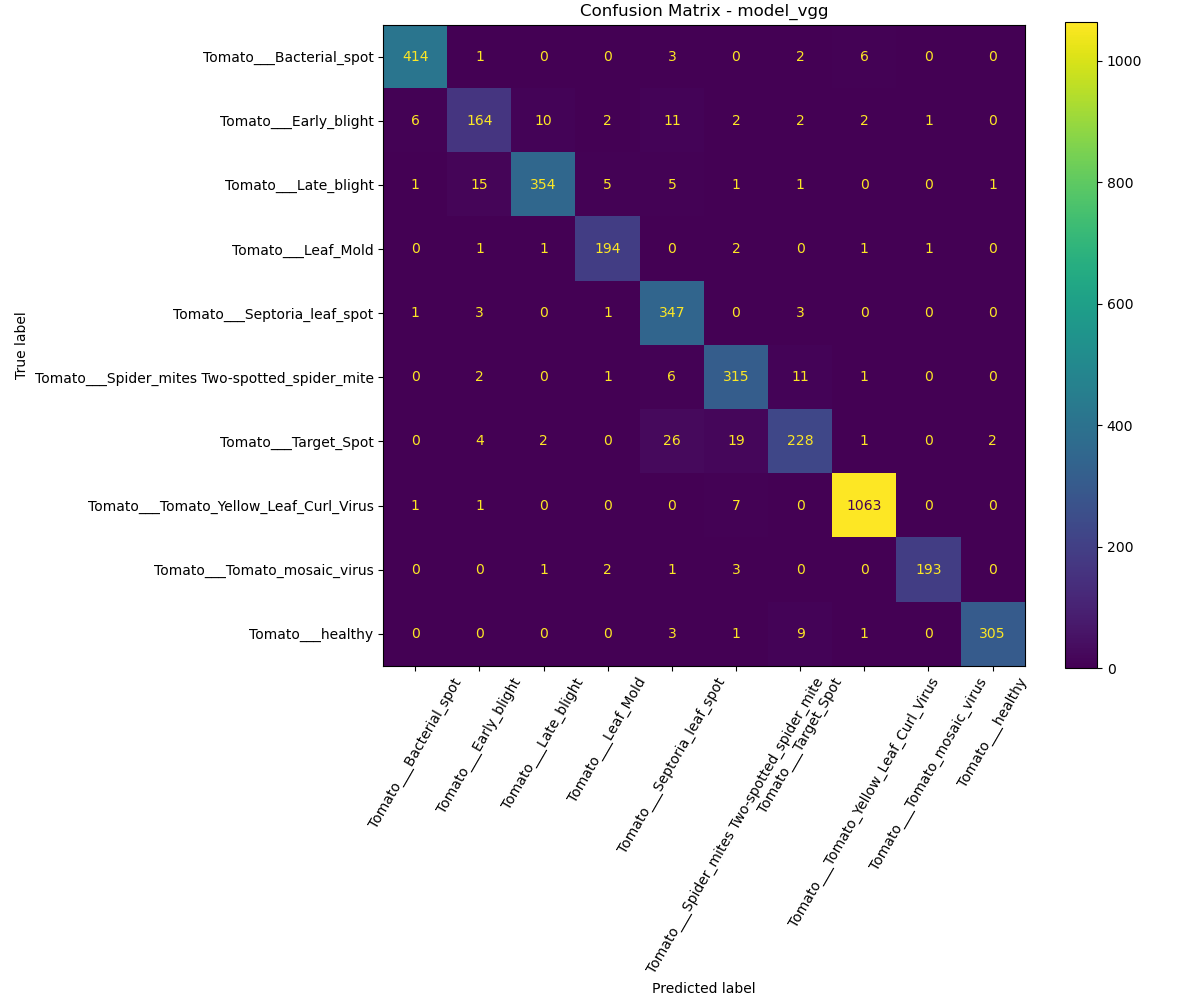 Confusion Matrix - model_vgg
True label
Tomato___Bacterial_spot 414 1 0 0 3 0 2 6 0 0
Tomato___Early_blight 6 164 10 2 11 2 2 2 1 0
Tomato___Late_blight 1 15 354 5 5 1 1 0 0 1
Tomato___Leaf_Mold 0 1 1 194 0 2 0 1 1 0
Tomato___Septoria_leaf_spot 1 3 0 1 347 0 3 0 0 0
Tomato___Spider_mites Two-spotted_spider_mite 0 2 0 1 6 315 11 1 0 0
Tomato___Target_Spot 0 4 2 0 26 19 228 1 0 2
Tomato___Tomato_Yellow_Leaf_Curl_Virus 1 1 0 0 0 7 0 1063 0 0
Tomato___Tomato_mosaic_virus 0 0 1 2 1 3 0 0 193 0
Tomato___healthy 0 0 0 0 3 1 9 1 0 305
Tomato___Bacterial_spot
Tomato___Early_blight
Tomato___Late_blight
Tomato___Leaf_Mold
Tomato___Septoria_leaf_spot
Tomato___Spider_mites Two-spotted_spider_mite
Tomato___Target_Spot
Tomato___Tomato_Yellow_Leaf_Curl_Virus
Tomato___Tomato_mosaic_virus
Tomato___healthy
Predicted label
1000
800
600
400
200
0